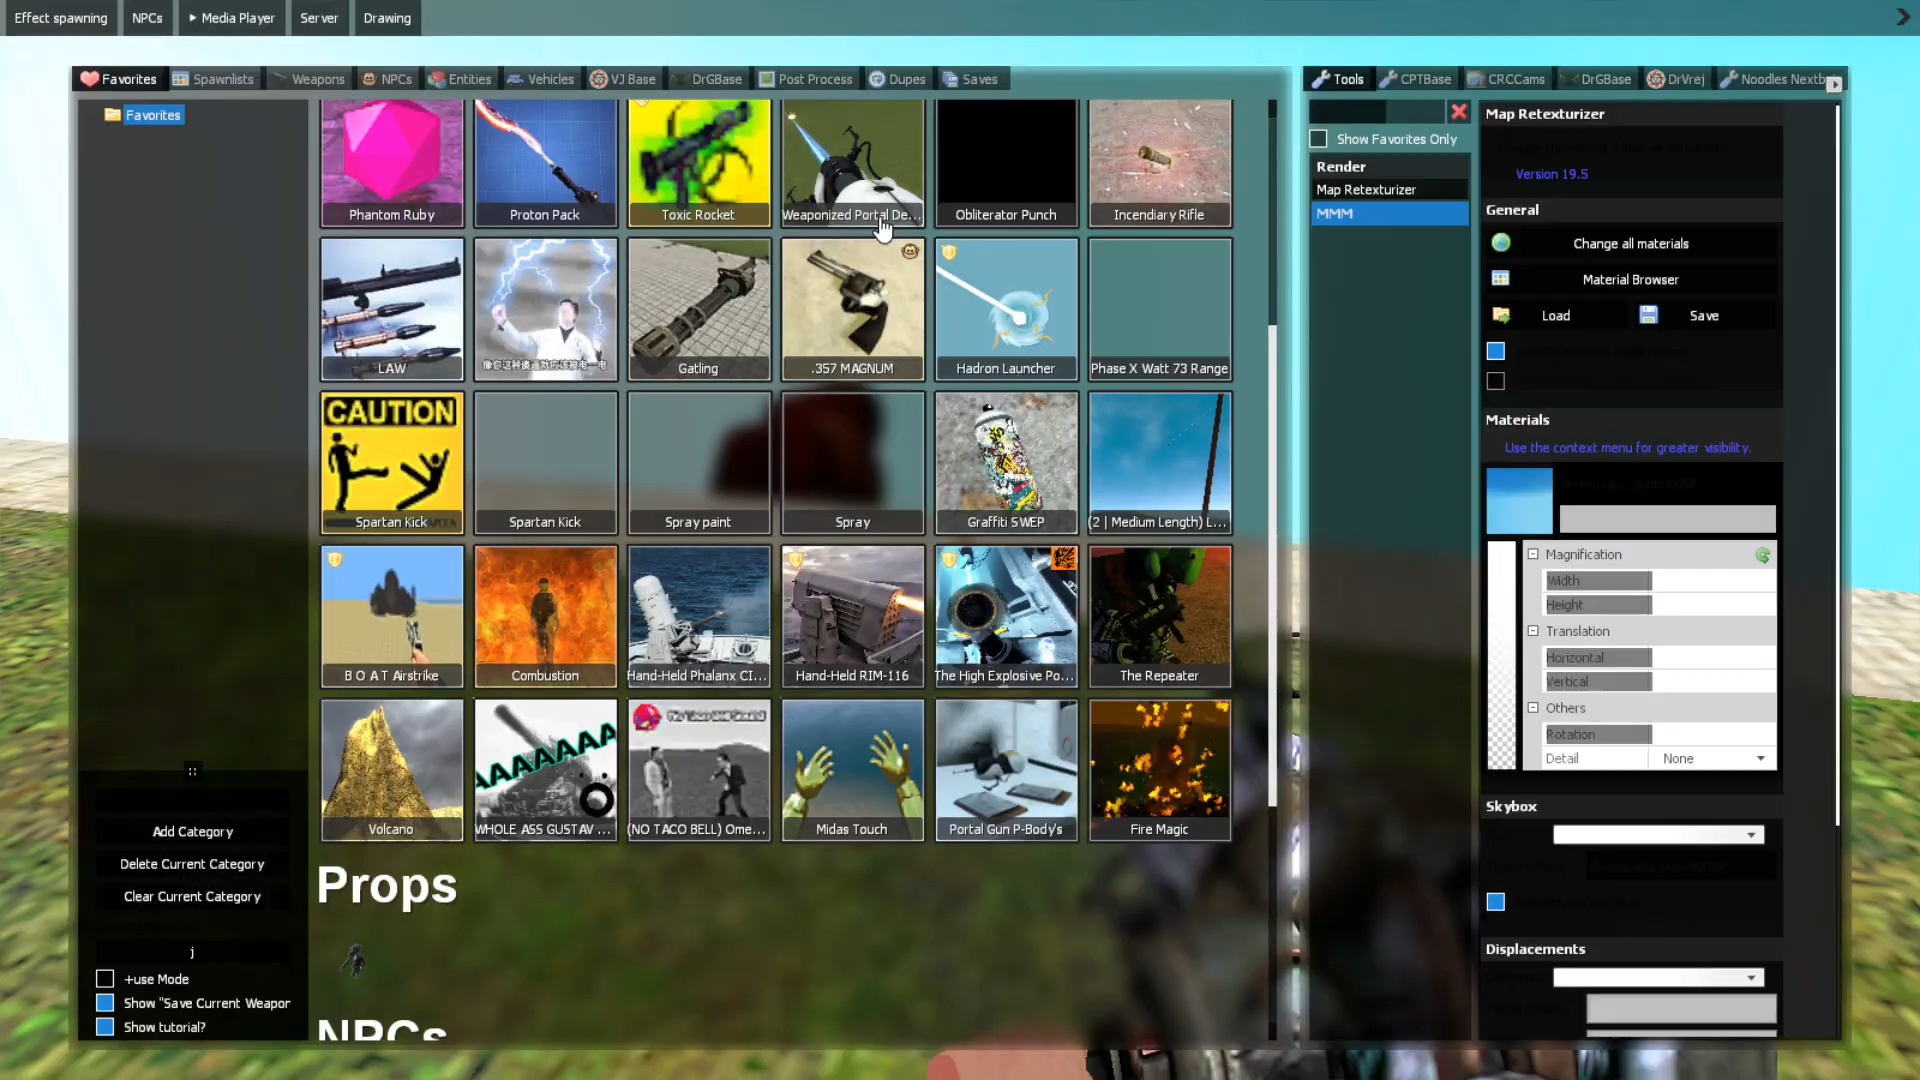 Effect spawning
NPCs
Media Player
Server
Drawing
Favorites
Spawnlists
Weapons
NPCs
Entities
Vehicles
VJ Base
DrGBase
Post Process
Dupes
Saves
Tools
CPTBase
CRCCams
DrGBase
DrVrej
Noodles Nextb
Favorites
Phantom Ruby
Proton Pack
Toxic Rocket
Weaponized Portal De...
Obliterator Punch
Incendiary Rifle
LAW
Gatling
.357 MAGNUM
Hadron Launcher
Phase X Watt 73 Range
CAUTION
Spartan Kick
Spartan Kick
Spray paint
Spray
Graffiti SWEP
(2 | Medium Length) L...
B O A T Airstrike
Combustion
Hand-Held Phalanx CI...
Hand-Held RIM-116
The High Explosive Po...
The Repeater
Volcano
AAAAAAAA
WHOLE ASS GUSTAV ...
(NO TACO BELL) Ome...
Midas Touch
Portal Gun P-Body's
Fire Magic
Props
NPCs
Add Category
Delete Current Category
Clear Current Category
j
+use Mode
Show "Save Current Weapor
Show tutorial?
Show Favorites Only
Render
Map Retexturizer
MMM
Map Retexturizer
Version 19.5
General
Change all materials
Material Browser
Load
Save
Materials
Use the context menu for greater visibility.
Magnification
Width
Height
Translation
Horizontal
Vertical
Others
Rotation
Detail
None
Skybox
Displacements